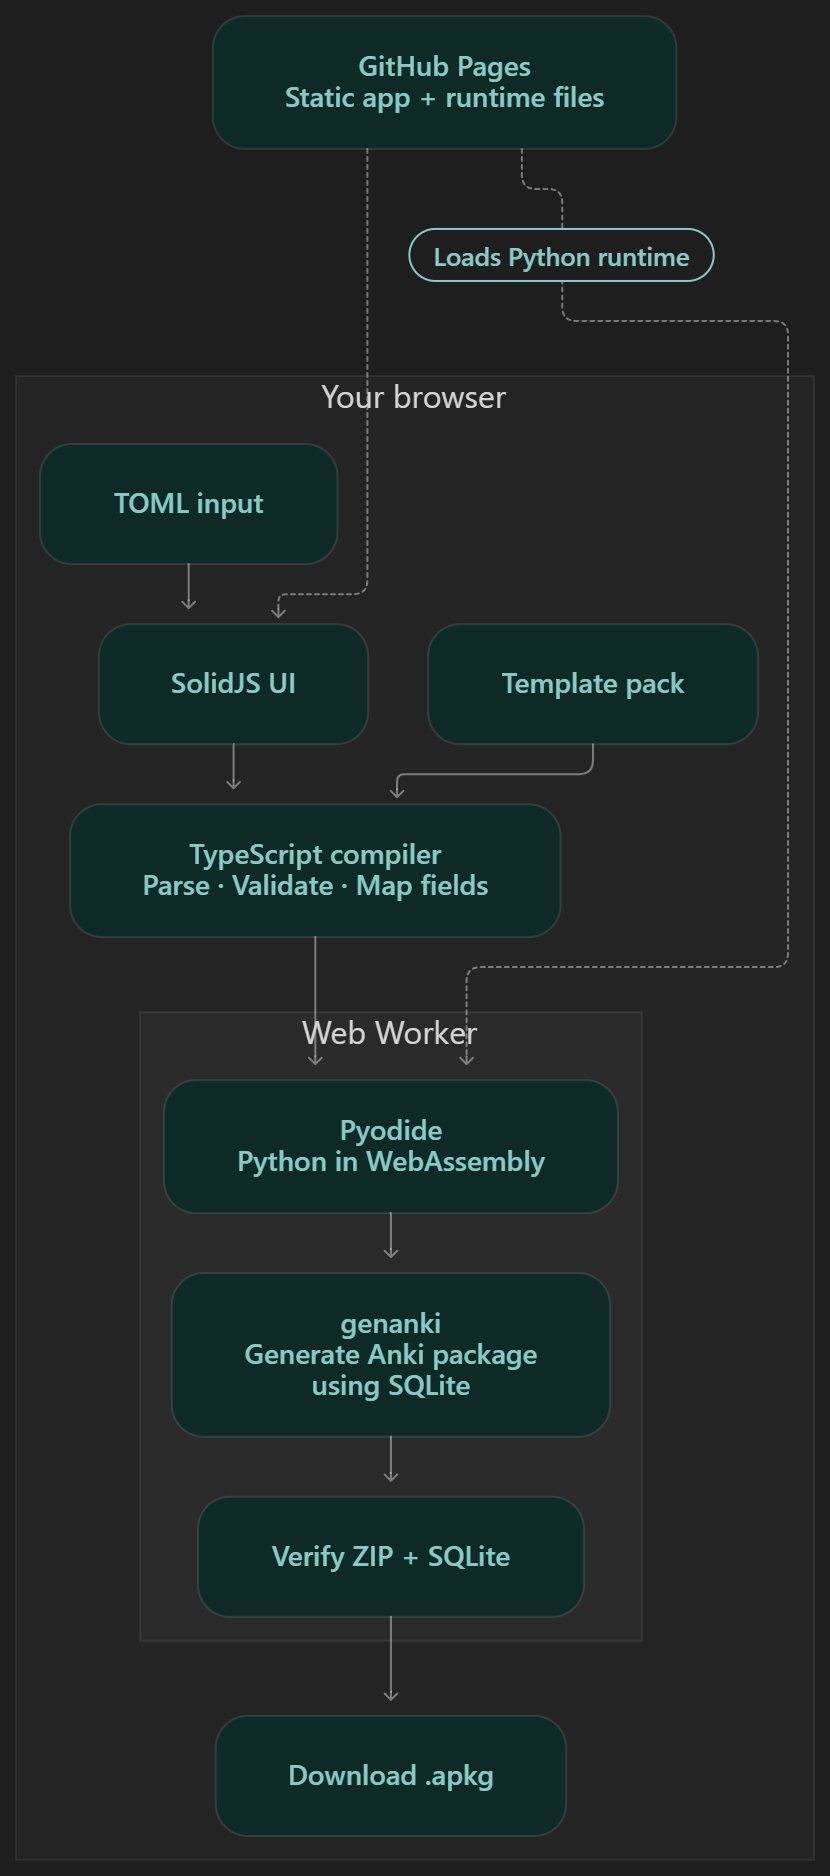 GitHub Pages
Static app + runtime files
Loads Python runtime
Your browser
TOML input
SolidJS UI
Template pack
TypeScript compiler
Parse · Validate · Map fields
Web Worker
Pyodide
Python in WebAssembly
genanki
Generate Anki package
using SQLite
Verify ZIP + SQLite
Download .apkg